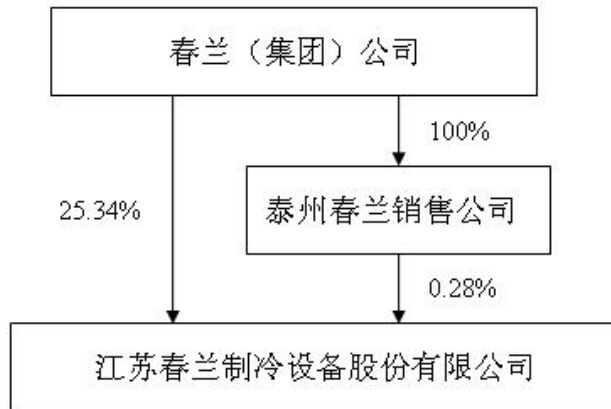 春兰（集团）公司
100%
25.34%
泰州春兰销售公司
0.28%
江苏春兰制冷设备股份有限公司